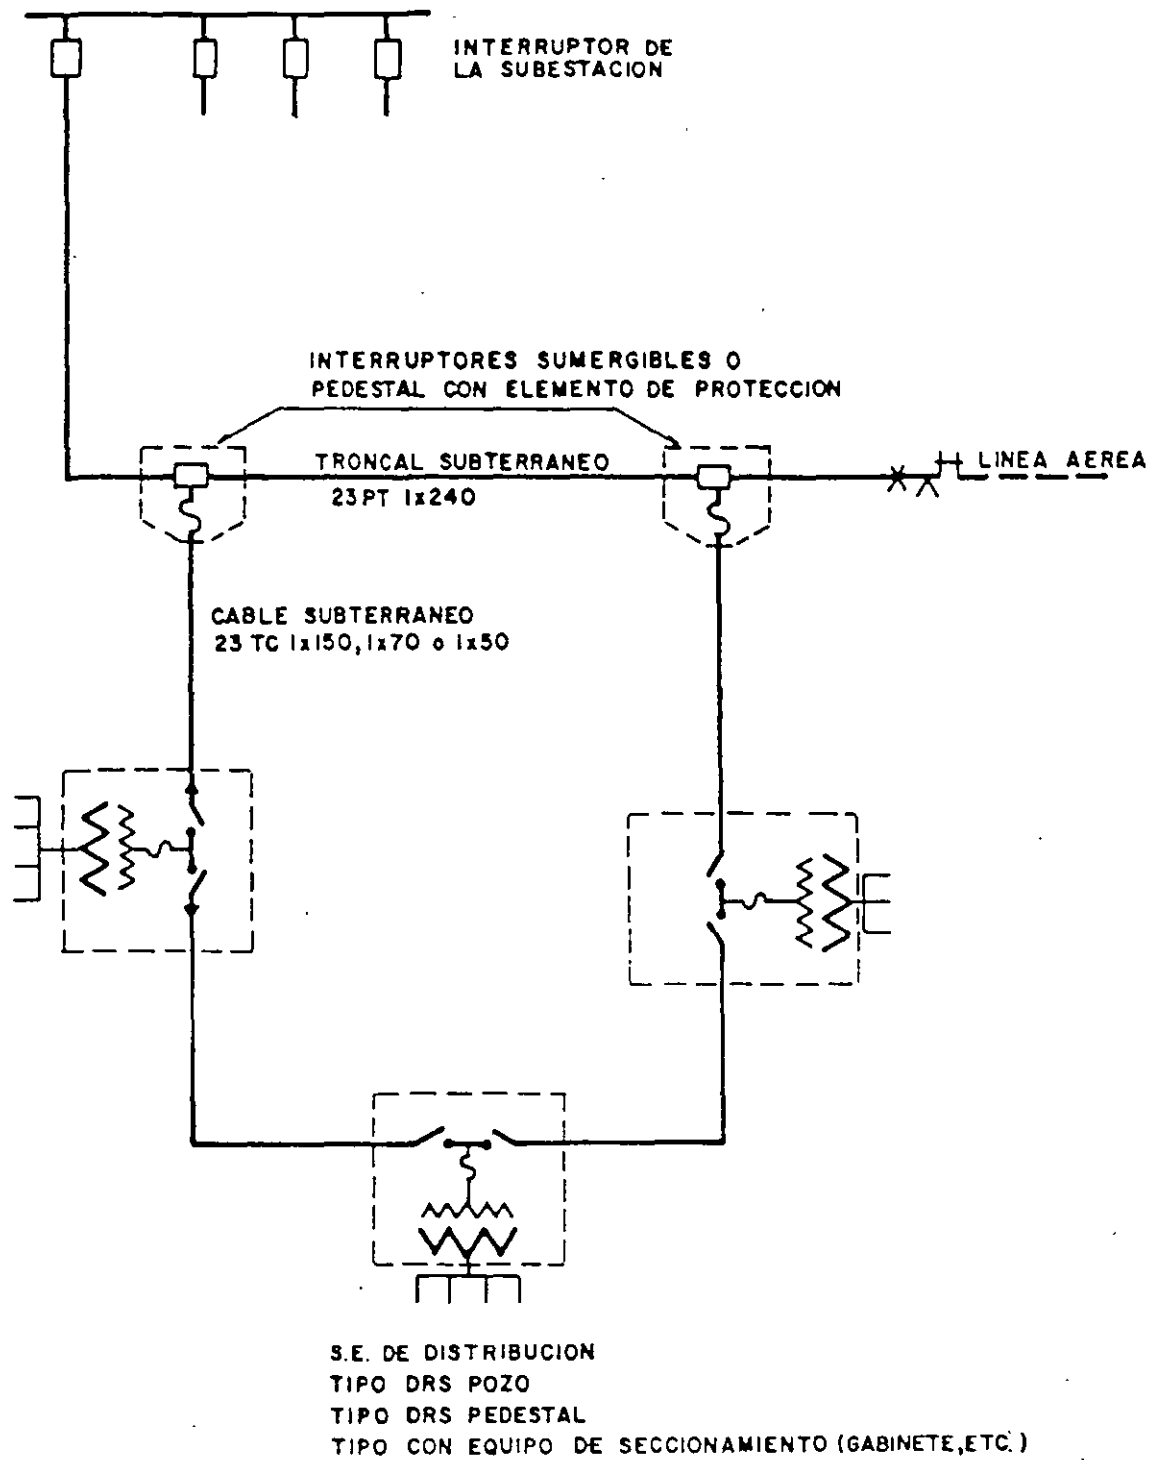 INTERRUPTOR DE
LA SUBESTACION
INTERRUPTORES SUMERGIBLES O
PEDESTAL CON ELEMENTO DE PROTECCION
TRONCAL SUBTERRANEO
23PT 1x240
LINEA AEREA
CABLE SUBTERRANEO
23 TC 1x150, 1x70 o 1x50
S.E. DE DISTRIBUCION
TIPO DRS POZO
TIPO DRS PEDESTAL
TIPO CON EQUIPO DE SECCIONAMIENTO (GABINETE,ETC.)